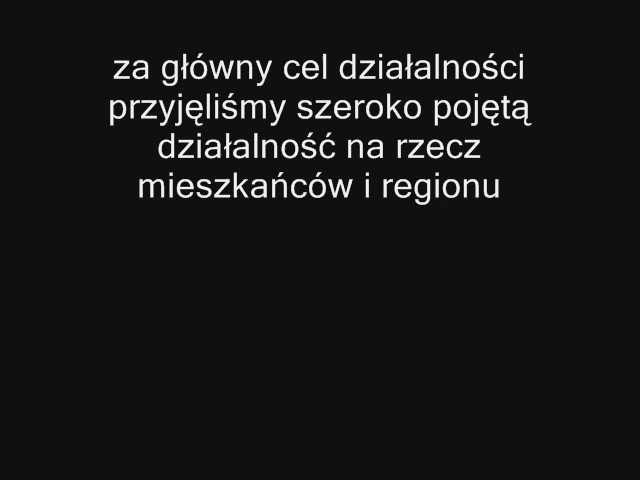 za główny cel działalności
przyjęliśmy szeroko pojętą
działalność na rzecz
mieszkańców i regionu